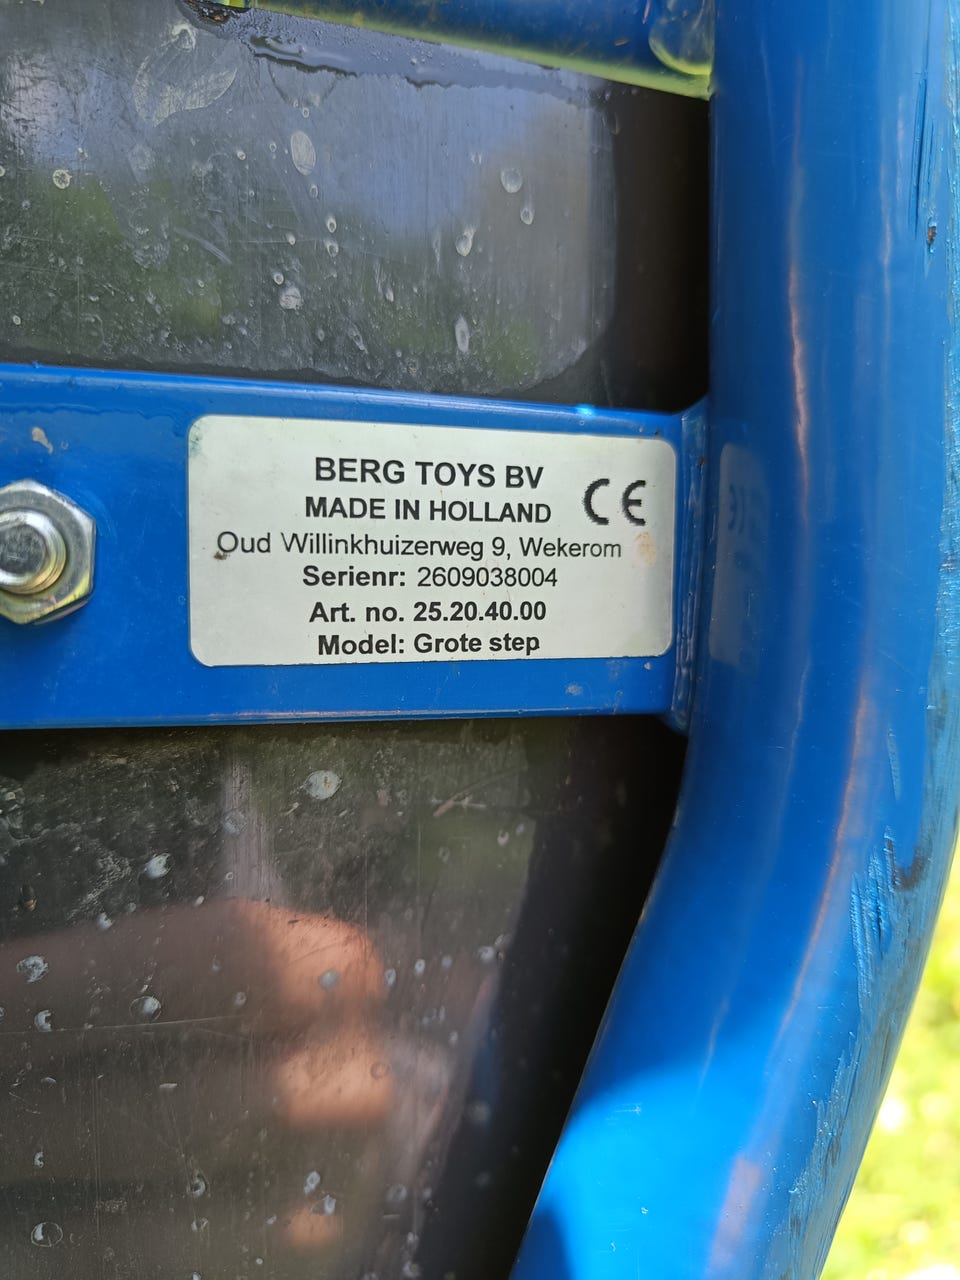 BERG TOYS BV
MADE IN HOLLAND
CE
Oud Willinkhuizerweg 9, Wekerom
Serienr: 2609038004
Art. no. 25.20.40.00
Model: Grote step